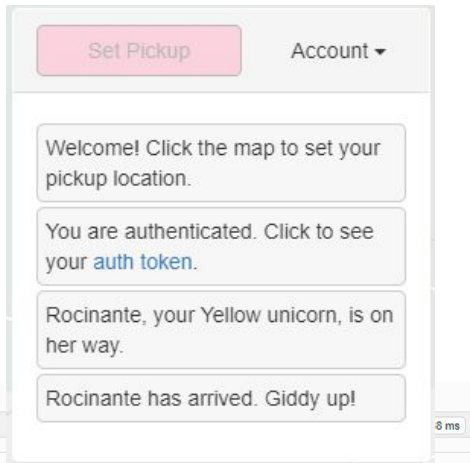 Set Pickup
Account
Welcome! Click the map to set your
pickup location.
You are authenticated. Click to see
your auth token.
Rocinante, your Yellow unicorn, is on
her way.
Rocinante has arrived. Giddy up!
ms